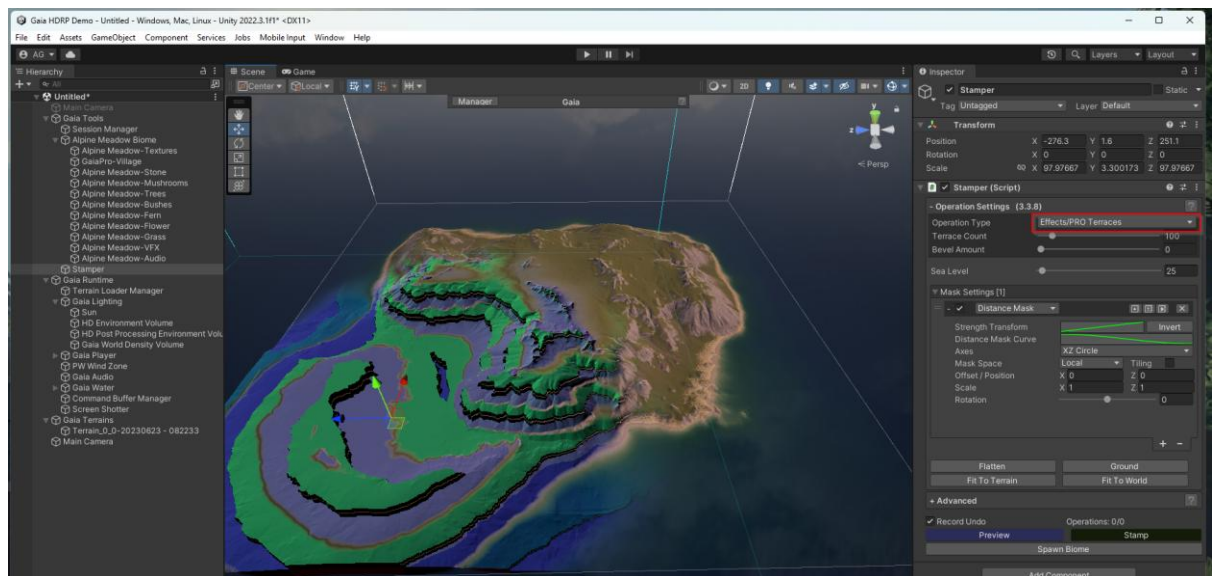 Gaia HDRP Demo - Untitled - Windows, Mac, Linux - Unity 2022.3.1f1* <DX11>
File Edit Assets GameObject Component Services Jobs Mobile Input Window Help
AG Layers Layout
Hierarchy
All
Untitled*
Main Camera
Gaia Tools
Session Manager
Alpine Meadow Biome
Alpine Meadow-Textures
GaiaPro-Village
Alpine Meadow-Stone
Alpine Meadow-Mushrooms
Alpine Meadow-Trees
Alpine Meadow-Bushes
Alpine Meadow-Fern
Alpine Meadow-Flower
Alpine Meadow-Grass
Alpine Meadow-VFX
Alpine Meadow-Audio
Stamper
Gaia Runtime
Terrain Loader Manager
Gaia Lighting
Sun
HD Environment Volume
HD Post Processing Environment Volu
Gaia World Density Volume
Gaia Player
PW Wind Zone
Gaia Audio
Gaia Water
Command Buffer Manager
Screen Shotter
Gaia Terrains
Terrain_0_0-20230623 - 082233
Main Camera
Scene Game
Center Local 2D
Manager Gaia
y
z
Persp
Inspector
Stamper Static
Tag Untagged Layer Default
Transform
Position X -276.3 Y 1.6 Z 251.1
Rotation X 0 Y 0 Z 0
Scale X 97.97667 Y 3.300173 Z 97.97667
Stamper (Script)
- Operation Settings (3.3.8)
Operation Type Effects/PRO Terraces
Terrace Count 100
Bevel Amount 0
Sea Level 25
Mask Settings [1]
- Distance Mask
Strength Transform Invert
Distance Mask Curve
Axes XZ Circle
Mask Space Local Tiling
Offset / Position X 0 Z 0
Scale X 1 Z 1
Rotation 0
+ -
Flatten Ground
Fit To Terrain Fit To World
+ Advanced
Record Undo Operations: 0/0
Preview Stamp
Spawn Biome
Add Component